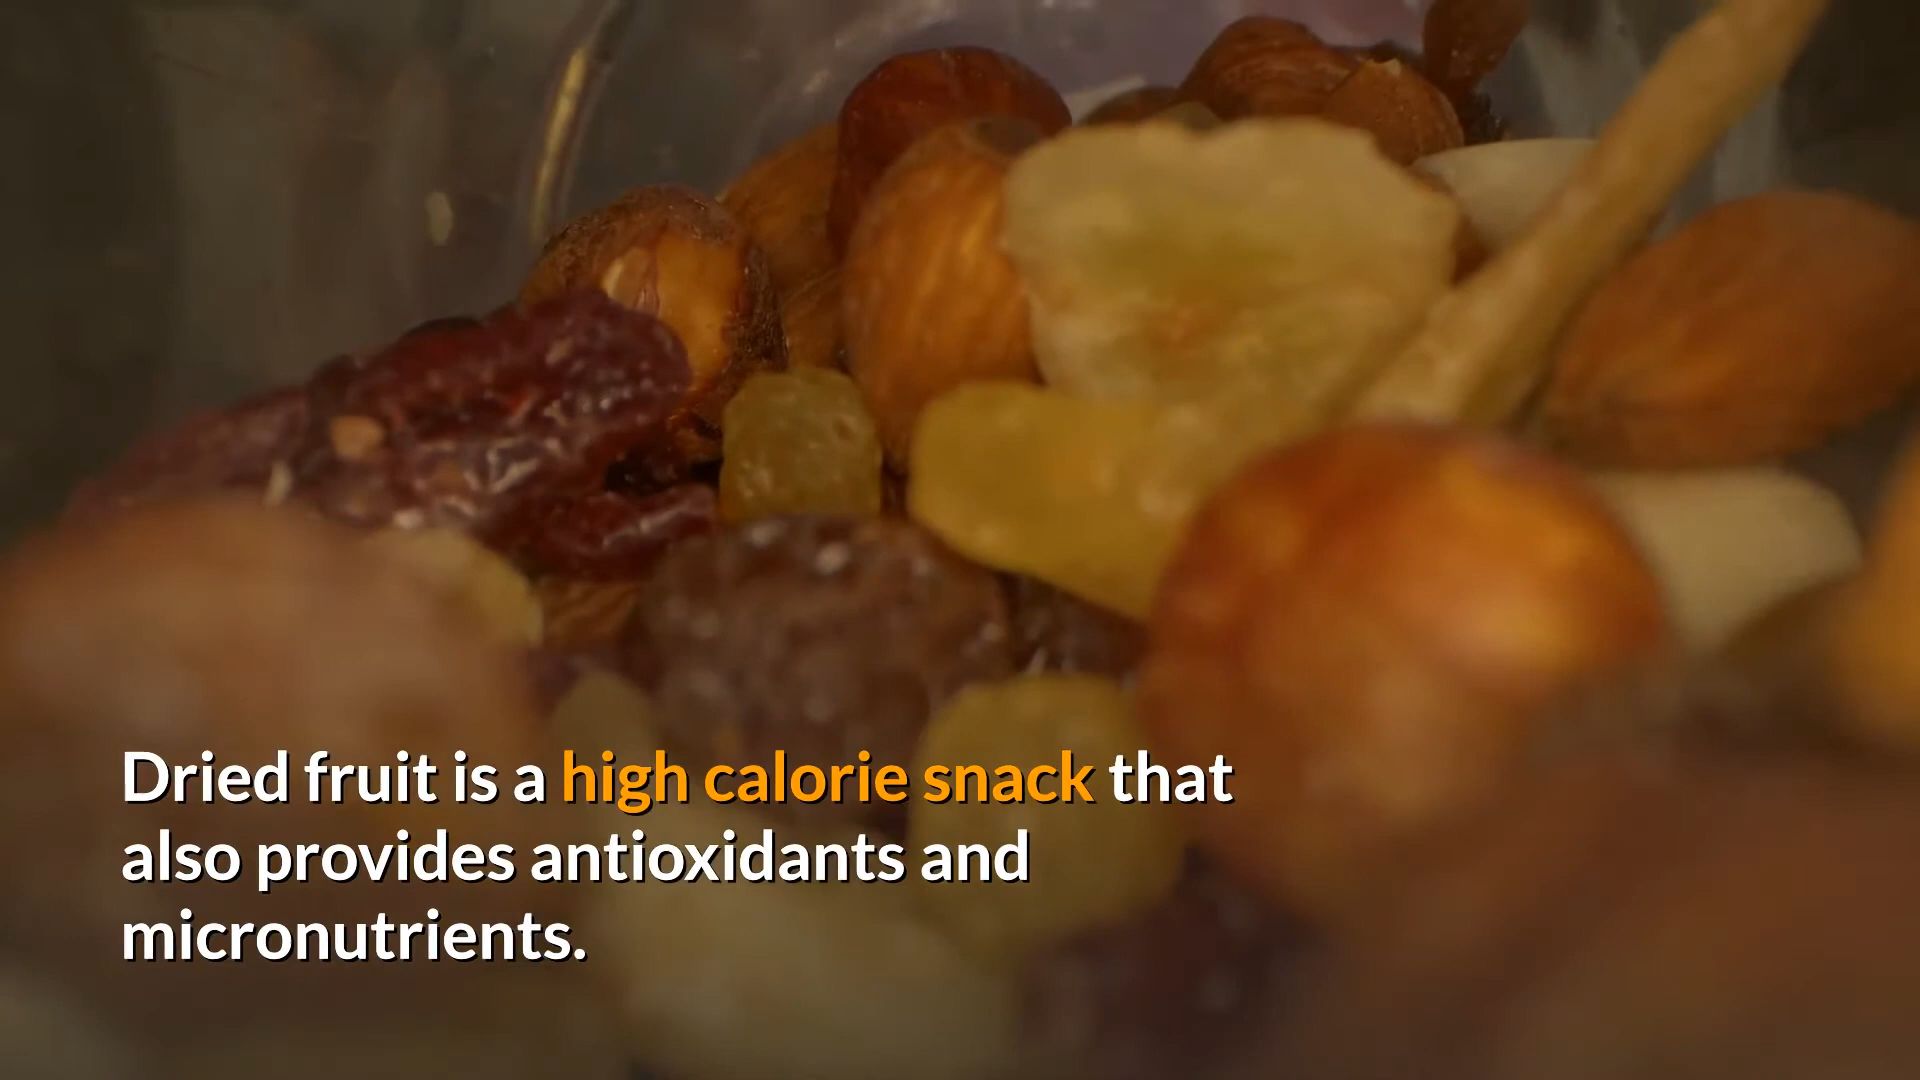 Dried fruit is a high calorie snack that
also provides antioxidants and
micronutrients.